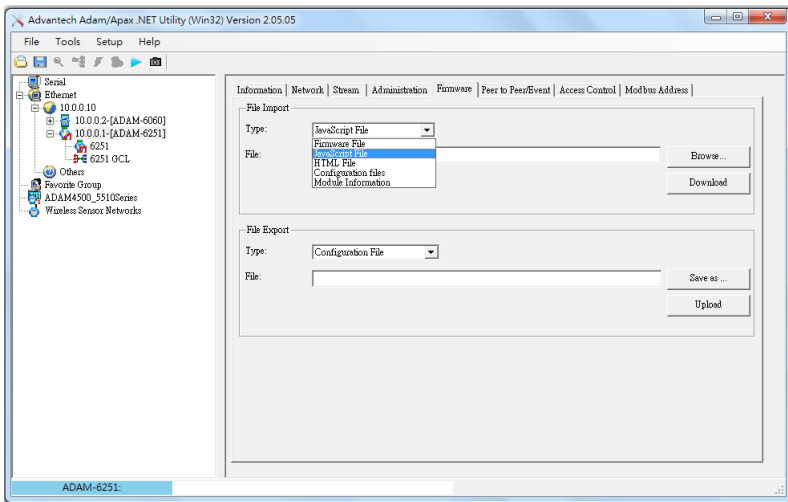 Advantech Adam/Apax .NET Utility (Win32) Version 2.05.05
File Tools Setup Help
Serial
Ethernet
10.0.0.10
10.0.0.2-[ADAM-6060]
10.0.0.1-[ADAM-6251]
6251
6251 GCL
Others
Favorite Group
ADAM4500_5510Series
Wireless Sensor Networks
Information Network Stream Administration Firmware Peer to Peer/Event Access Control Modbus Address
File Import
Type: JavaScript File
Firmware File
JavaScript File
HTML File
Configuration files
Module Information
File:
Browse...
Download
File Export
Type: Configuration File
File:
Save as ...
Upload
ADAM-6251: